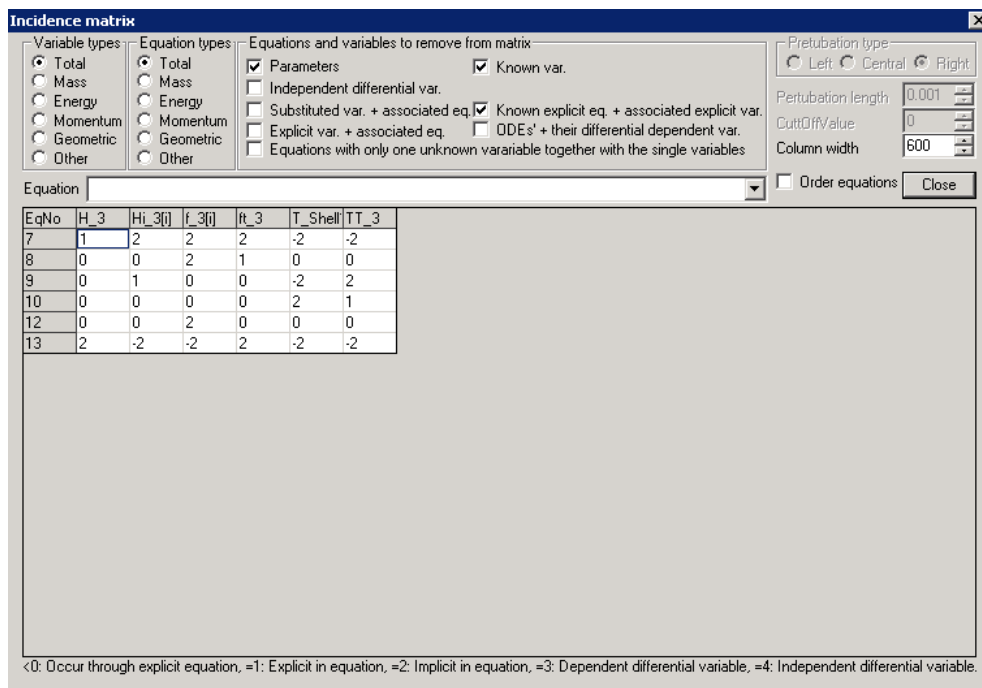 Incidence matrix
Variable types
Total
Mass
Energy
Momentum
Geometric
Other
Equation types
Total
Mass
Energy
Momentum
Geometric
Other
Equations and variables to remove from matrix
Parameters
Known var.
Independent differential var.
Substituted var. + associated eq.
Known explicit eq. + associated explicit var.
Explicit var. + associated eq.
ODEs' + their differential dependent var.
Equations with only one unknown varariable together with the single variables
Pretubation type
Left Central Right
Pertubation length 0.001
CuttOffValue 0
Column width 600
Equation
Order equations
Close
EqNo H_3 Hi_3[i] f_3[i] ft_3 T_Shell TT_3
7 1 2 2 2 -2 -2
8 0 0 2 1 0 0
9 0 1 0 0 -2 2
10 0 0 0 0 2 1
12 0 0 2 0 0 0
13 2 -2 -2 2 -2 -2
<0: Occur through explicit equation, =1: Explicit in equation, =2: Implicit in equation, =3: Dependent differential variable, =4: Independent differential variable.